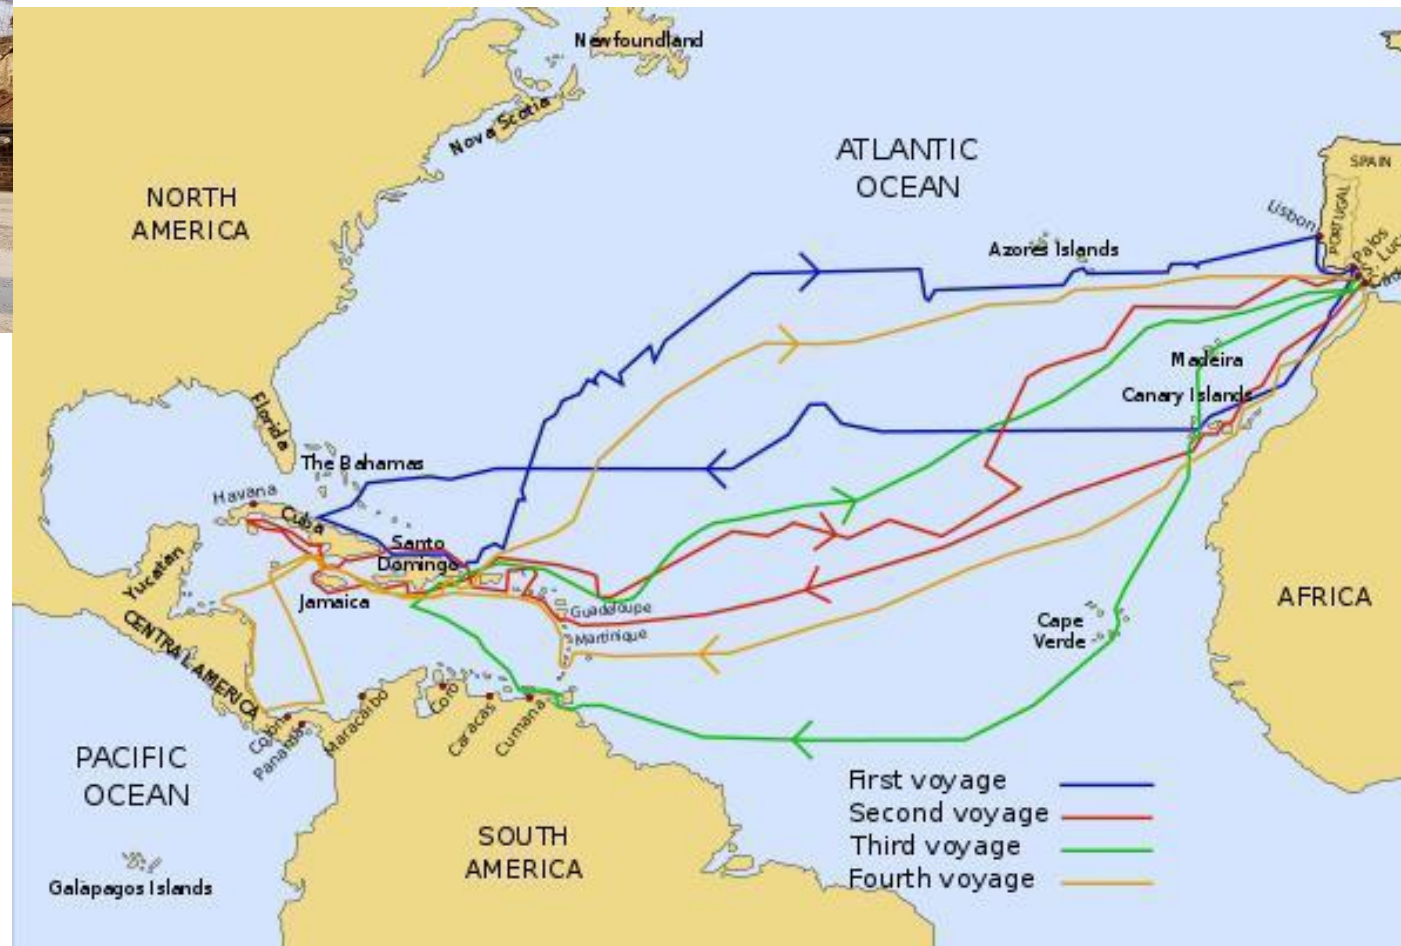 Newfoundland
Nova Scotia
ATLANTIC
OCEAN
NORTH
AMERICA
SPAIN
PORTUGAL
Lisbon
Palos
Azores Islands
Madeira
Canary Islands
Florida
The Bahamas
Havana
Cuba
Santo
Domingo
Yucatan
Jamaica
Guadeloupe
Martinique
CENTRAL AMERICA
AFRICA
Cape
Verde
Colon
Panama
Maracaibo
Coro
Caracas
Cumana
PACIFIC
OCEAN
SOUTH
AMERICA
Galapagos Islands
First voyage
Second voyage
Third voyage
Fourth voyage